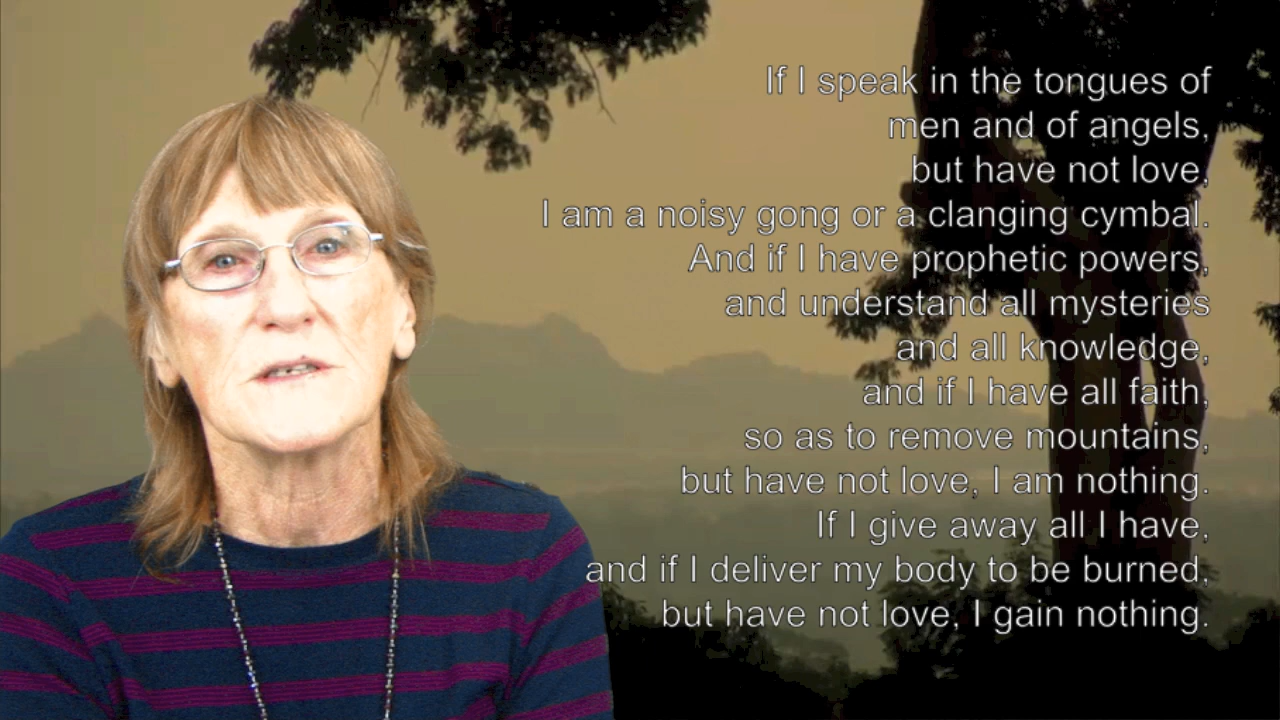 If I speak in the tongues of
men and of angels,
but have not love,
I am a noisy gong or a clanging cymbal.
And if I have prophetic powers,
and understand all mysteries
and all knowledge,
and if I have all faith,
so as to remove mountains,
but have not love, I am nothing.
If I give away all I have,
and if I deliver my body to be burned,
but have not love, I gain nothing.